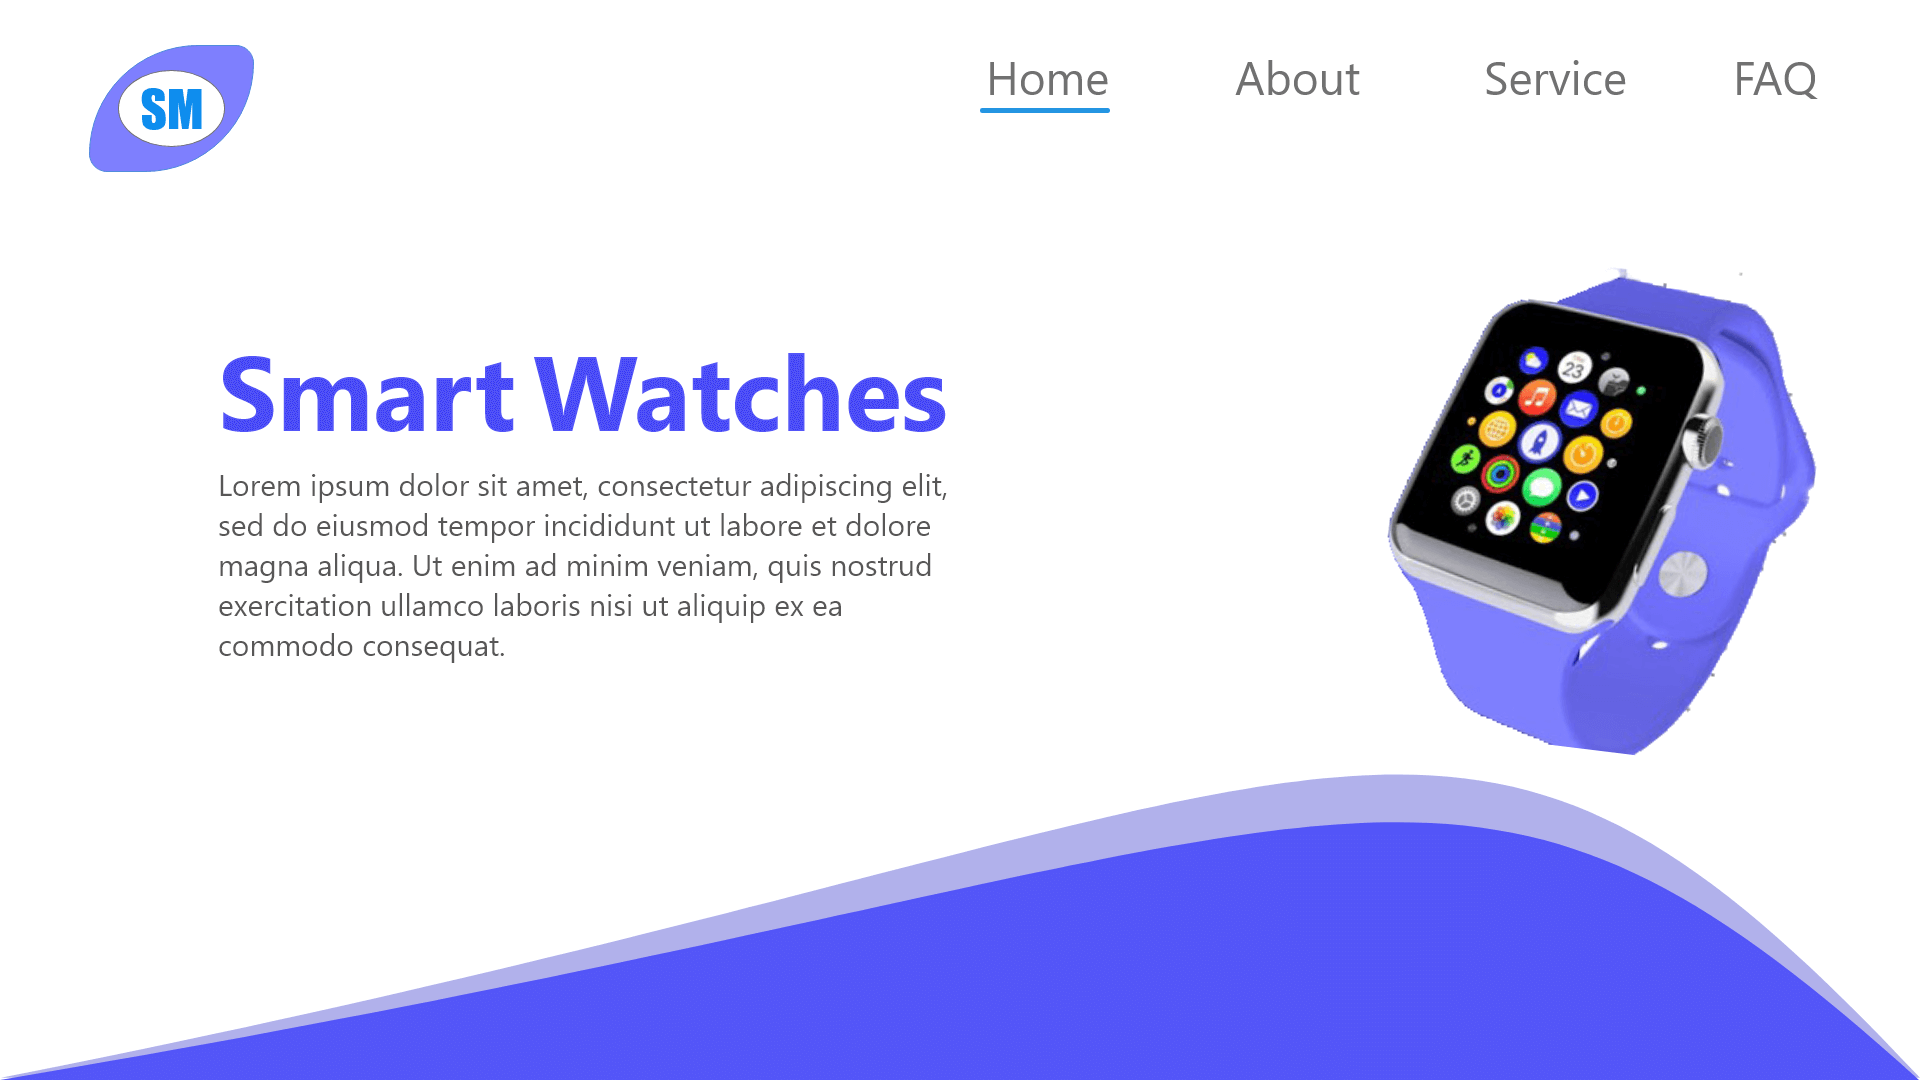 SM
Home About Service FAQ
Smart Watches
Lorem ipsum dolor sit amet, consectetur adipiscing elit,
sed do eiusmod tempor incididunt ut labore et dolore
magna aliqua. Ut enim ad minim veniam, quis nostrud
exercitation ullamco laboris nisi ut aliquip ex ea
commodo consequat.
23